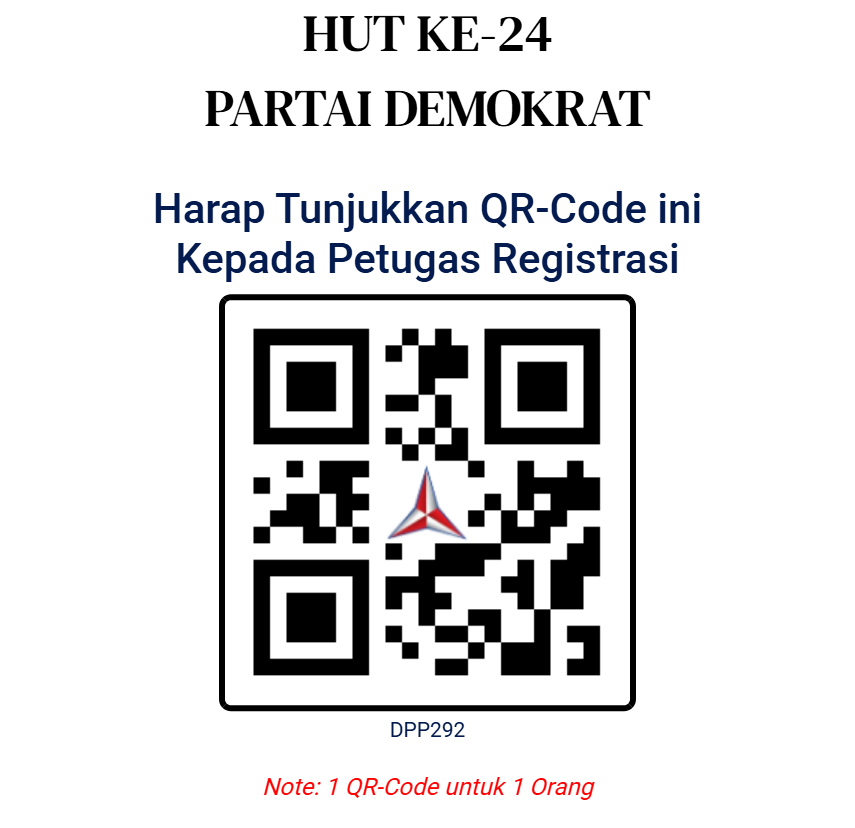 HUT KE-24
PARTAI DEMOKRAT
Harap Tunjukkan QR-Code ini
Kepada Petugas Registrasi
DPP292
Note: 1 QR-Code untuk 1 Orang